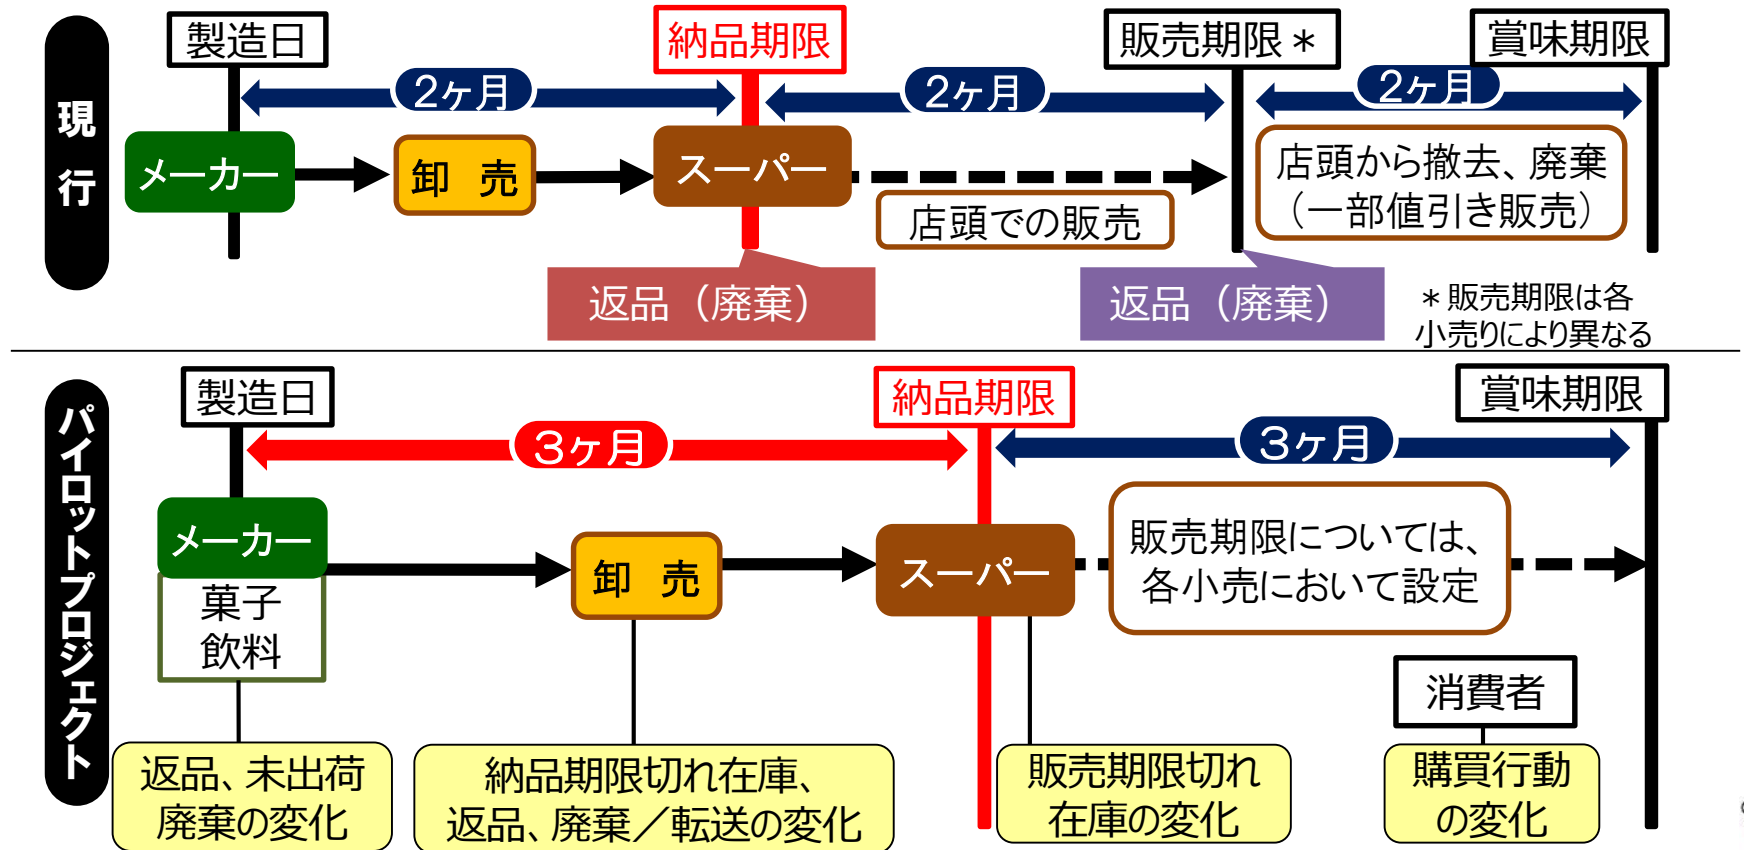 現行
製造日
納品期限
販売期限＊
賞味期限
2ヶ月
2ヶ月
2ヶ月
メーカー
卸 売
スーパー
店頭での販売
店頭から撤去、廃棄
（一部値引き販売）
返品（廃棄）
返品（廃棄）
＊販売期限は各
小売りにより異なる
パイロットプロジェクト
製造日
納品期限
賞味期限
3ヶ月
3ヶ月
メーカー
菓子
飲料
卸 売
スーパー
販売期限については、
各小売において設定
消費者
返品、未出荷
廃棄の変化
納品期限切れ在庫、
返品、廃棄／転送の変化
販売期限切れ
在庫の変化
購買行動
の変化